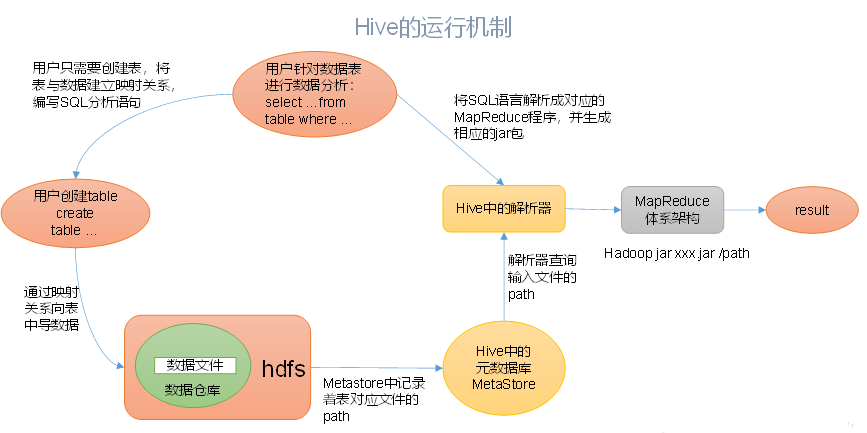 Hive的运行机制
用户只需要创建表，将
表与数据建立映射关系，
编写SQL分析语句
用户针对数据表
进行数据分析：
select ...from
table where ...
将SQL语言解析成对应的
MapReduce程序，并生成
相应的jar包
用户创建table
create
table ...
Hive中的解析器
MapReduce
体系架构
result
Hadoop jar xxx.jar /path
解析器查询
输入文件的
path
通过映射
关系向表
中导数据
数据文件
数据仓库
hdfs
Metastore中记录
着表对应文件的
path
Hive中的
元数据库
MetaStore